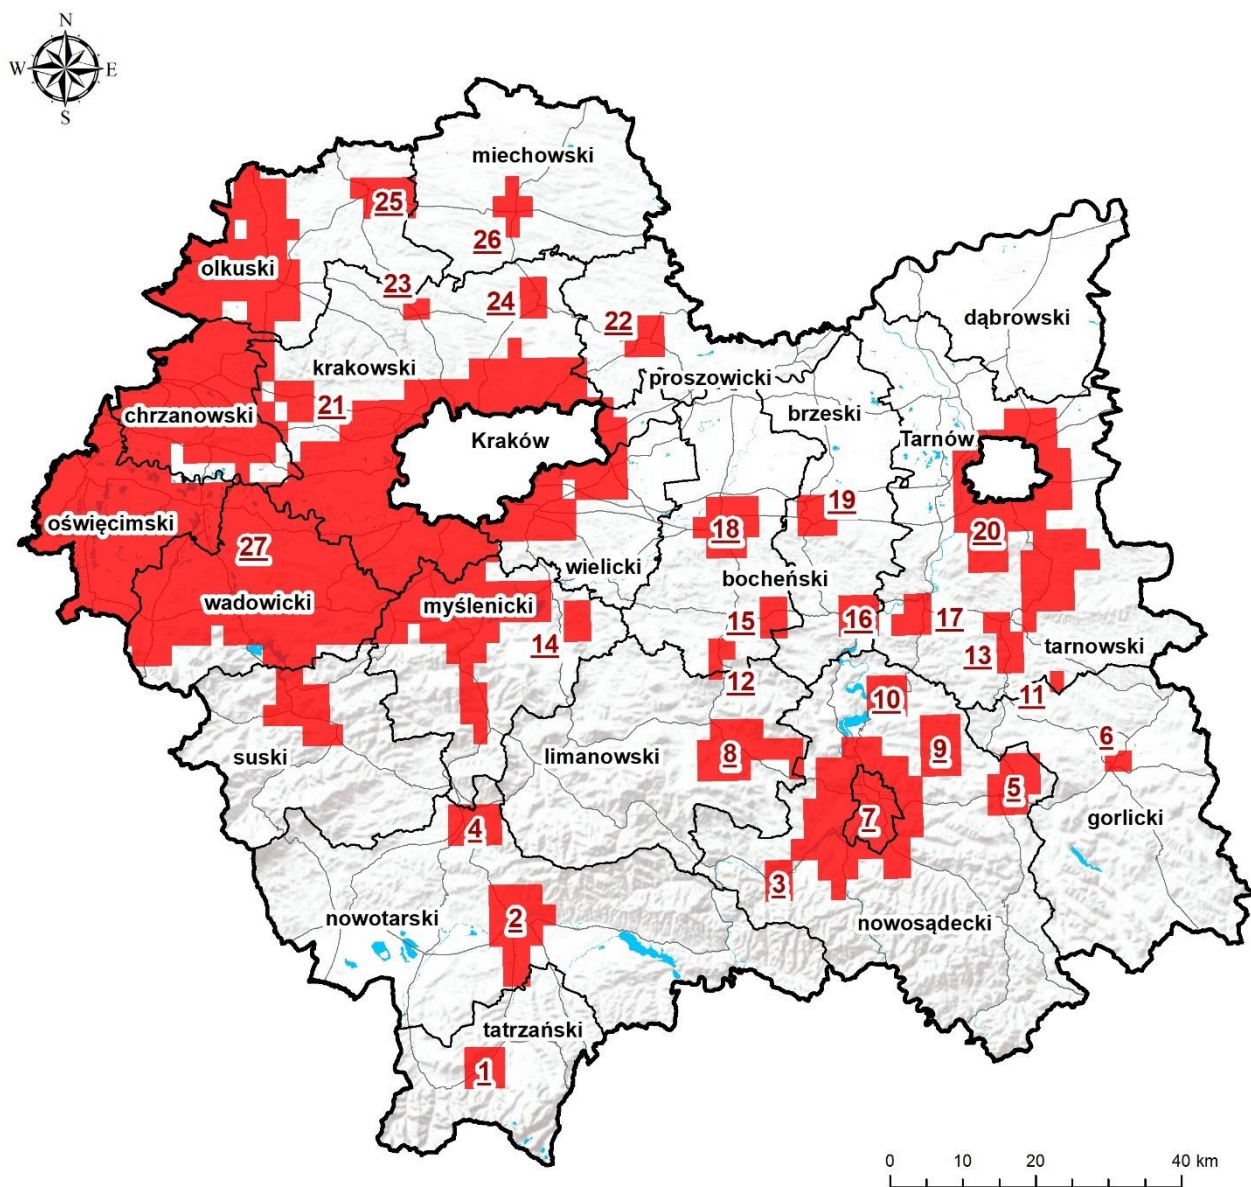 N
W E
S
miechowski
25
26
olkuski
23
24
22
dąbrowski
krakowski
proszowicki
21
chrzanowski
brzeski
Kraków
Tarnów
oświęcimski
19
18
20
27
wielicki
bocheński
wadowicki
myślenicki
15
16
17
14
13
tarnowski
12
10
11
6
9
suski
limanowski
8
5
7
gorlicki
4
3
2
nowotarski
nowosądecki
tatrzański
1
0 10 20 40 km